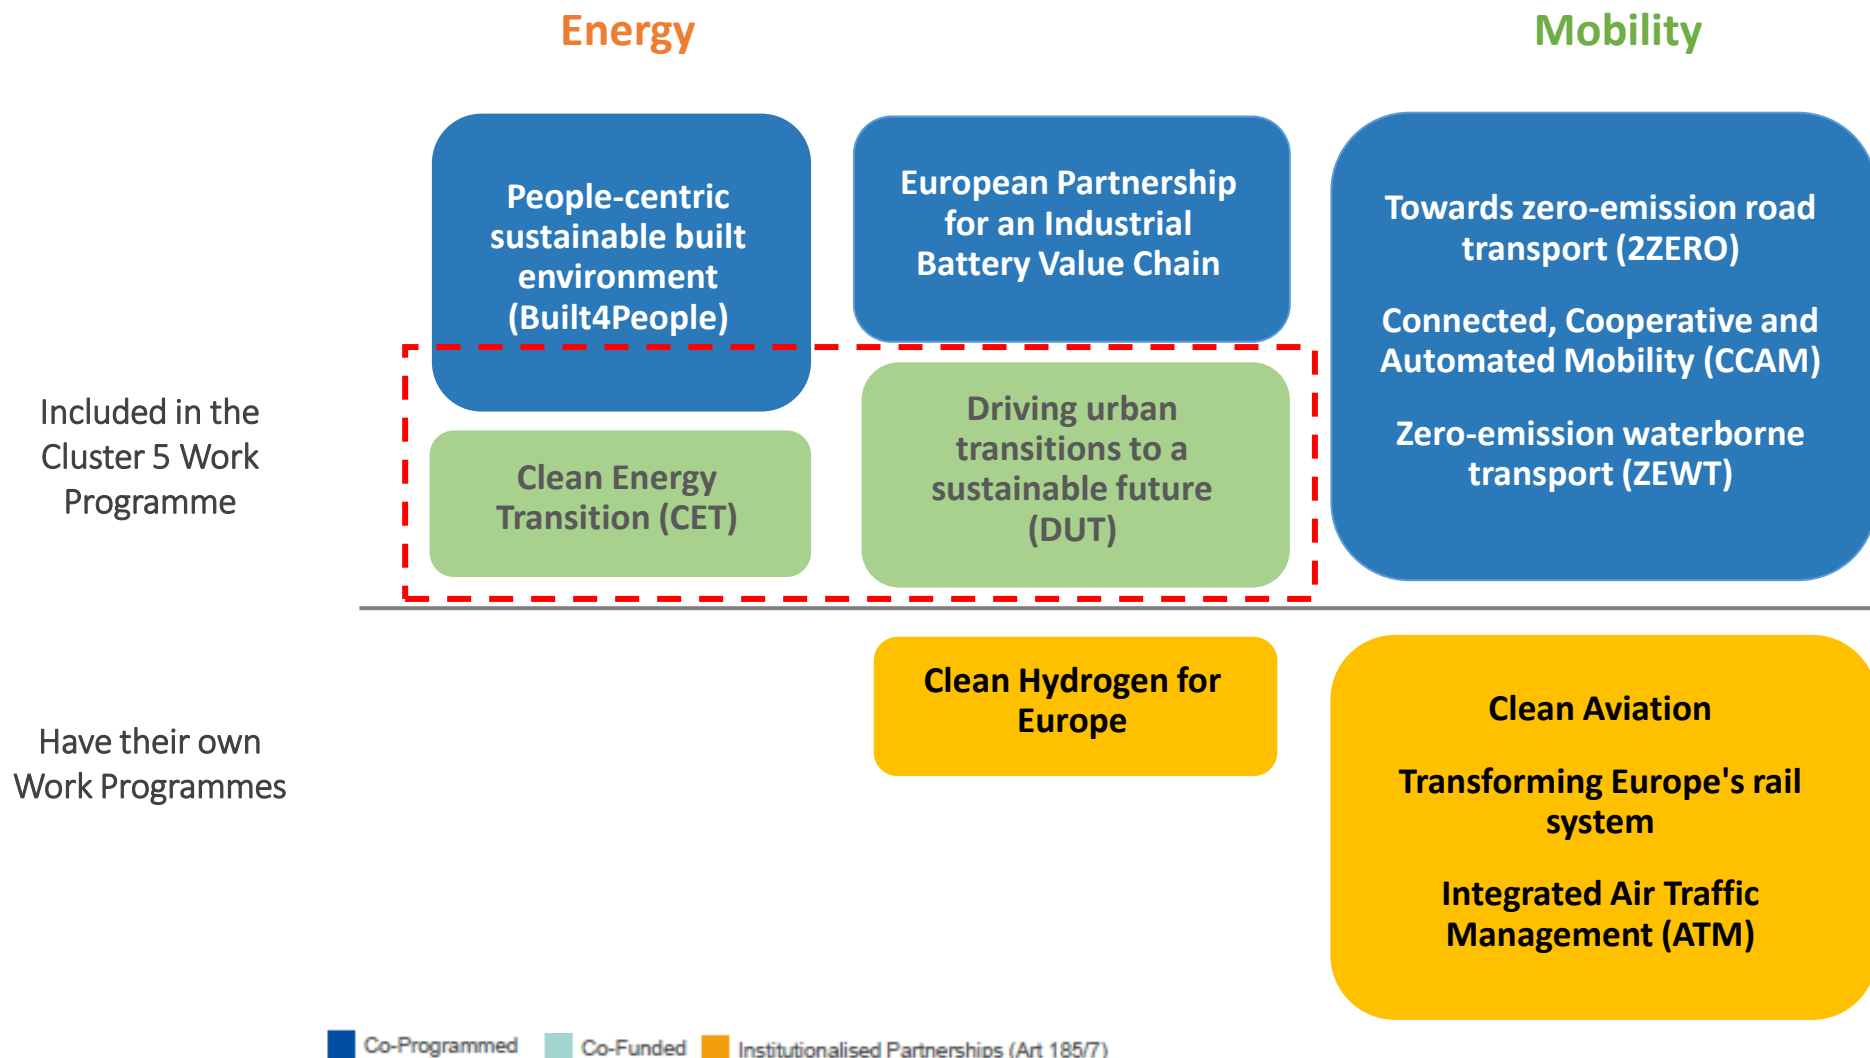 Energy
Mobility
People-centric
sustainable built
environment
(Built4People)
European Partnership
for an Industrial
Battery Value Chain
Towards zero-emission road
transport (2ZERO)
Connected, Cooperative and
Automated Mobility (CCAM)
Zero-emission waterborne
transport (ZEWT)
Included in the
Cluster 5 Work
Programme
Clean Energy
Transition (CET)
Driving urban
transitions to a
sustainable future
(DUT)
Have their own
Work Programmes
Clean Hydrogen for
Europe
Clean Aviation
Transforming Europe's rail
system
Integrated Air Traffic
Management (ATM)
Co-Programmed Co-Funded Institutionalised Partnerships (Art 185/7)